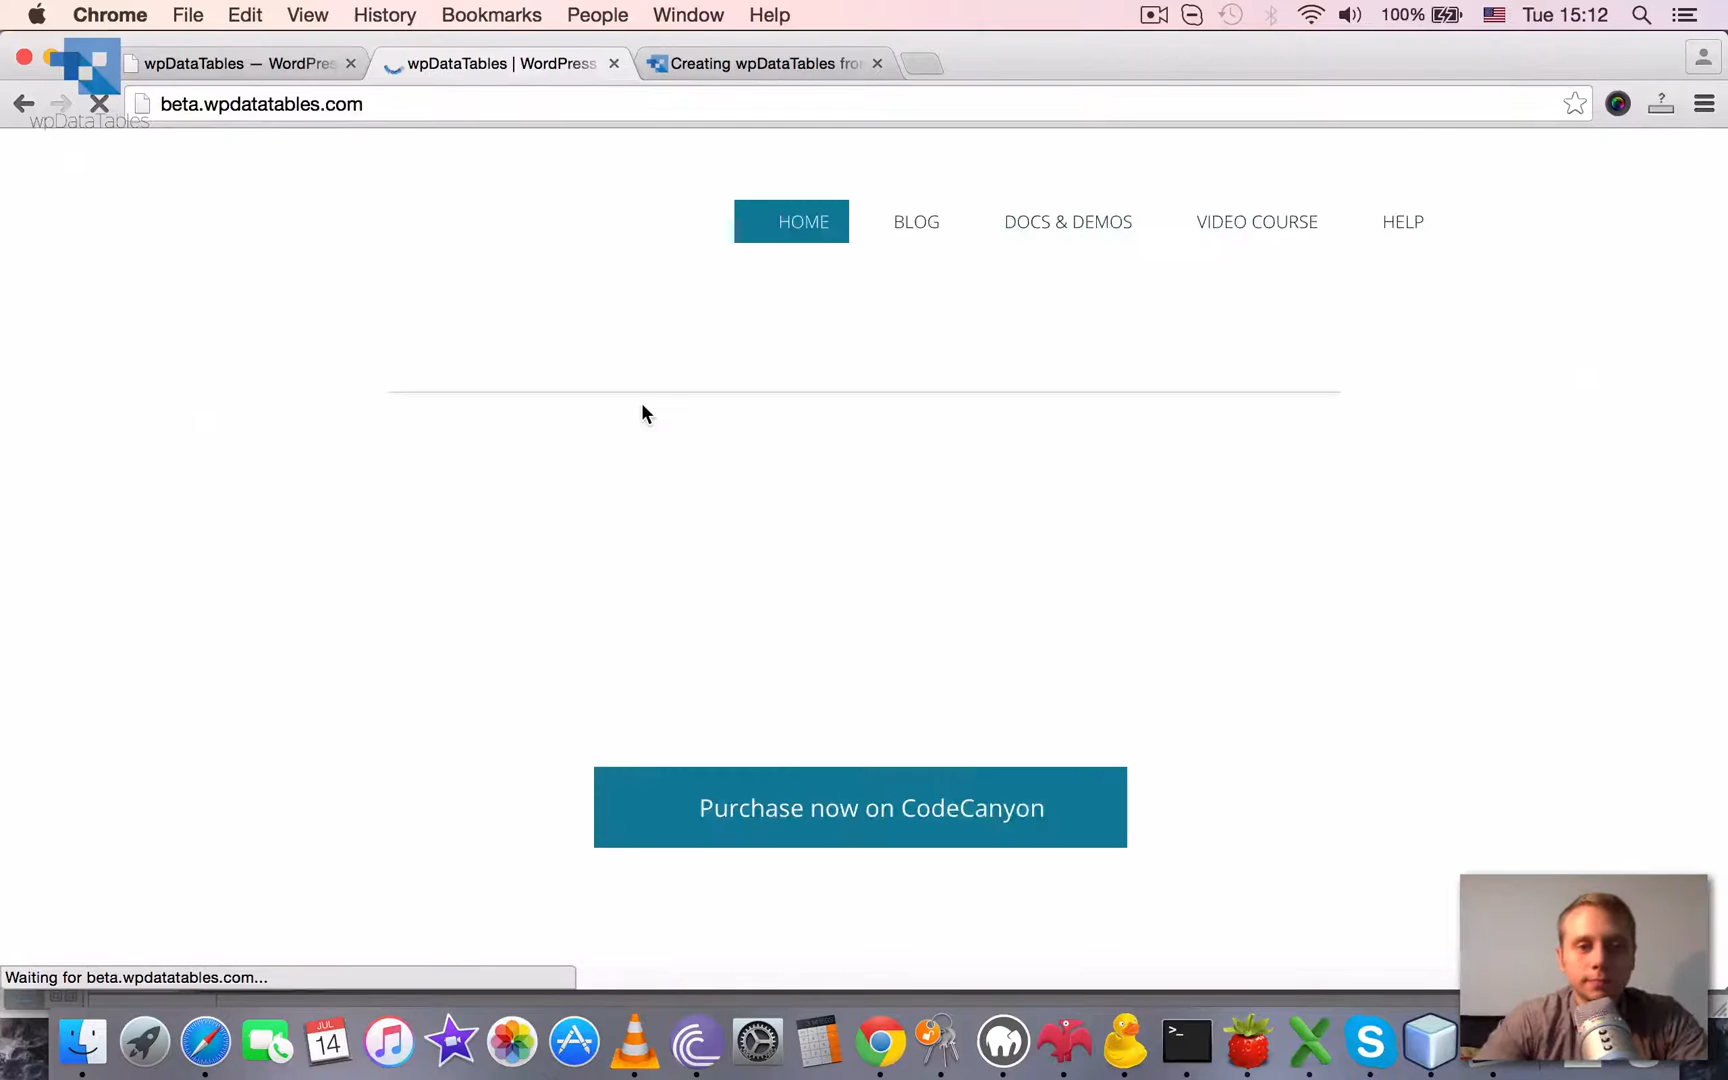 Chrome File Edit View History Bookmarks People Window Help 100% Tue 15:12
wpDataTables — WordPres wpDataTables | WordPress Creating wpDataTables fro
beta.wpdatatables.com
wpDataTables
HOME BLOG DOCS & DEMOS VIDEO COURSE HELP
Purchase now on CodeCanyon
Waiting for beta.wpdatatables.com...
JUL
14